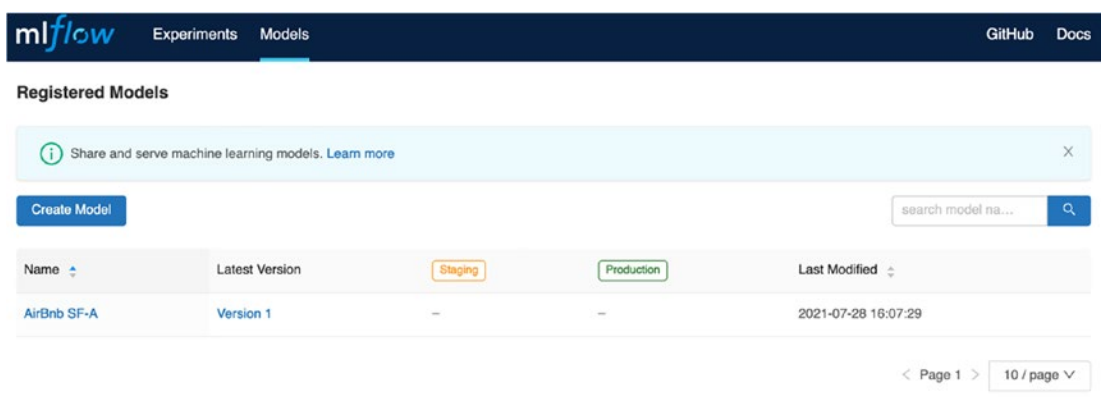 mlflow Experiments Models GitHub Docs
Registered Models
Share and serve machine learning models. Learn more
Create Model search model na...
Name Latest Version Staging Production Last Modified
AirBnb SF-A Version 1 – – 2021-07-28 16:07:29
< Page 1 > 10 / page